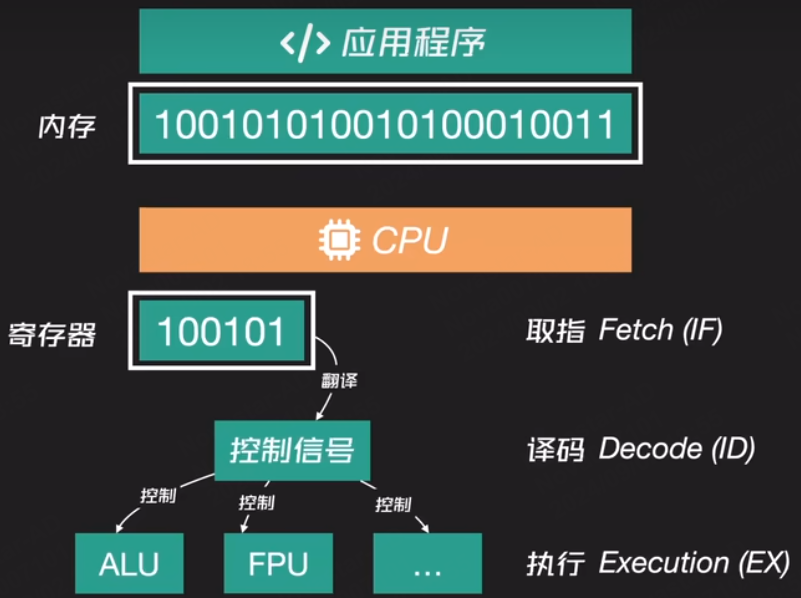 </> 应用程序
内存
100101010010100010011
CPU
寄存器
100101
取指 Fetch (IF)
翻译
控制信号
译码 Decode (ID)
控制
控制
控制
ALU
FPU
...
执行 Execution (EX)